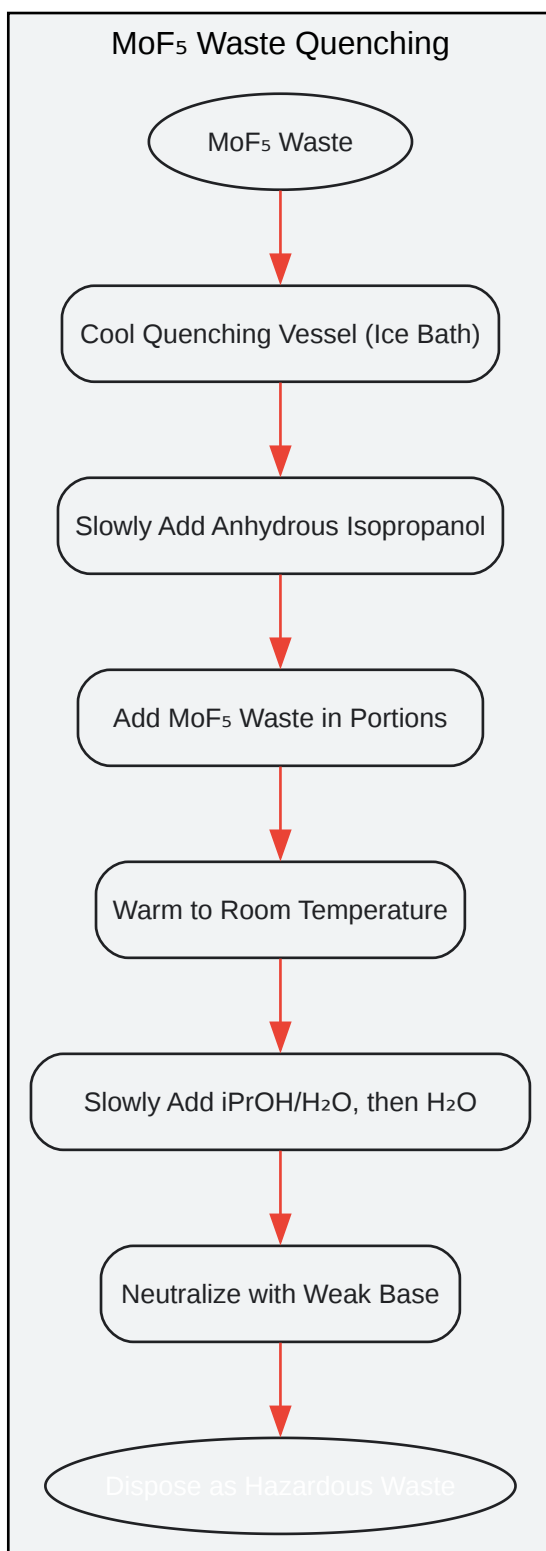 MoF₅ Waste Quenching
MoF₅ Waste
Cool Quenching Vessel (Ice Bath)
Slowly Add Anhydrous Isopropanol
Add MoF₅ Waste in Portions
Warm to Room Temperature
Slowly Add iPrOH/H₂O, then H₂O
Neutralize with Weak Base
Dispose as Hazardous Waste